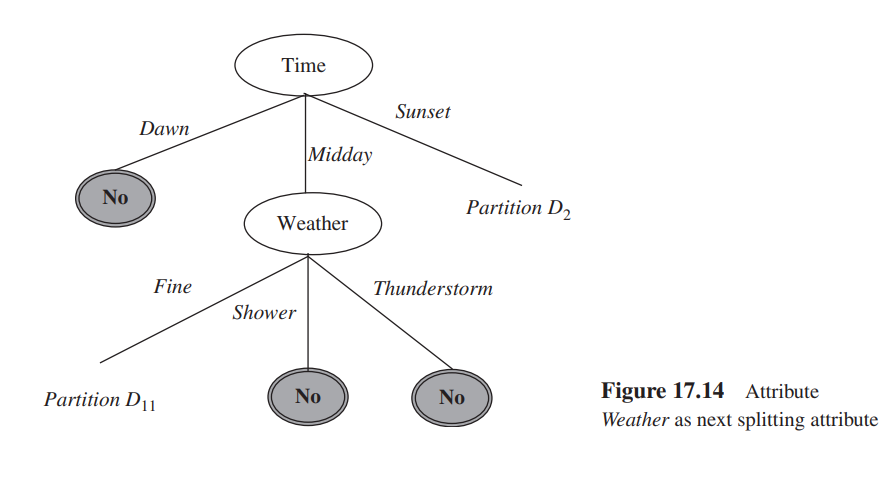 Time
Dawn
Sunset
Midday
No
Partition D2
Weather
Fine
Thunderstorm
Shower
Partition D11
No
No
Figure 17.14 Attribute
Weather as next splitting attribute